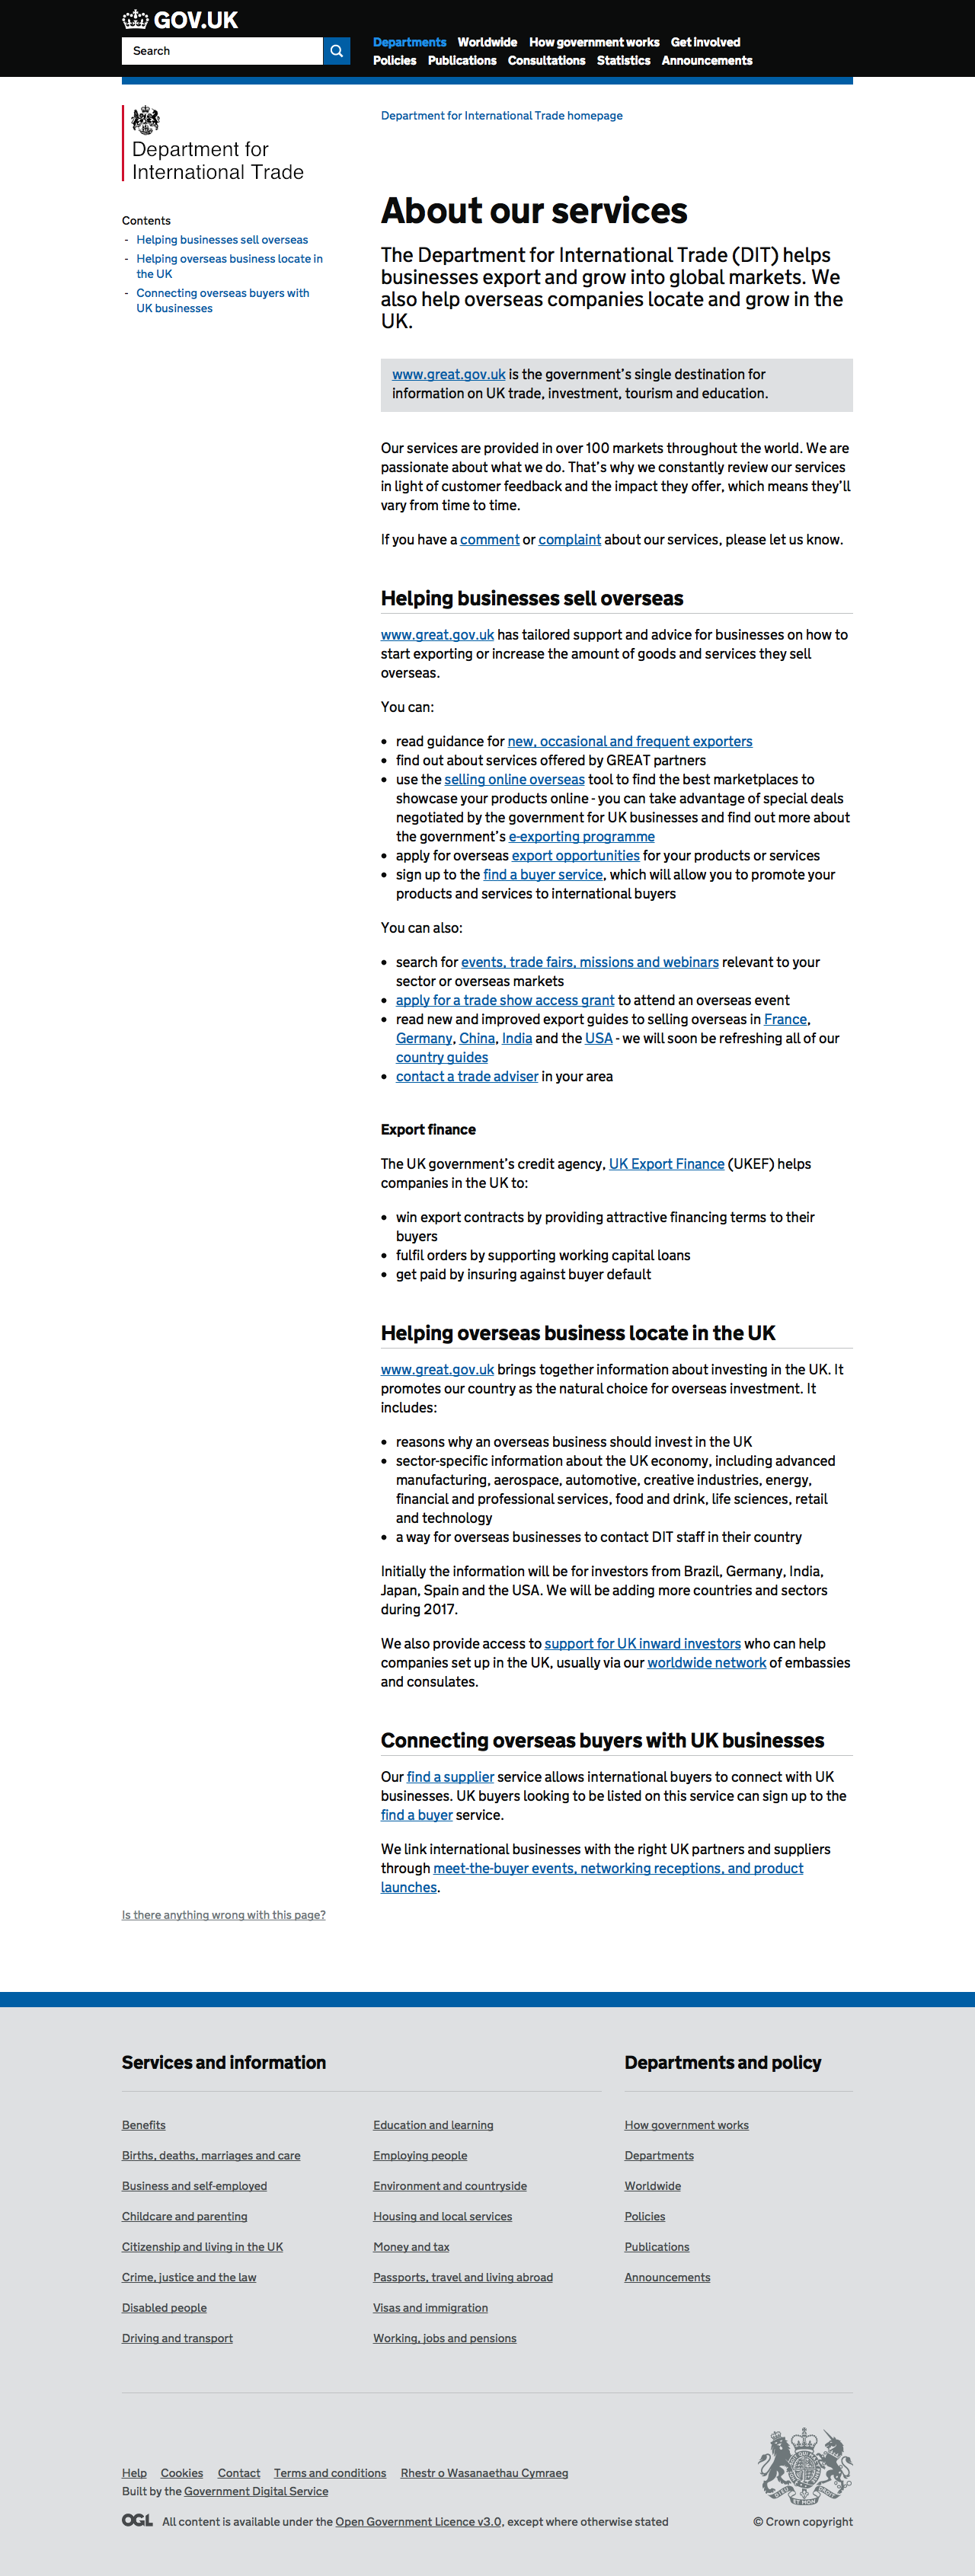 GOV.UK
Search
Departments Worldwide How government works Get involved
Policies Publications Consultations Statistics Announcements
Department for
International Trade
Department for International Trade homepage
Contents
- Helping businesses sell overseas
- Helping overseas business locate in
the UK
- Connecting overseas buyers with
UK businesses
About our services
The Department for International Trade (DIT) helps
businesses export and grow into global markets. We
also help overseas companies locate and grow in the
UK.
www.great.gov.uk is the government’s single destination for
information on UK trade, investment, tourism and education.
Our services are provided in over 100 markets throughout the world. We are
passionate about what we do. That’s why we constantly review our services
in light of customer feedback and the impact they offer, which means they’ll
vary from time to time.
If you have a comment or complaint about our services, please let us know.
Helping businesses sell overseas
www.great.gov.uk has tailored support and advice for businesses on how to
start exporting or increase the amount of goods and services they sell
overseas.
You can:
• read guidance for new, occasional and frequent exporters
• find out about services offered by GREAT partners
• use the selling online overseas tool to find the best marketplaces to
showcase your products online - you can take advantage of special deals
negotiated by the government for UK businesses and find out more about
the government’s e-exporting programme
• apply for overseas export opportunities for your products or services
• sign up to the find a buyer service, which will allow you to promote your
products and services to international buyers
You can also:
• search for events, trade fairs, missions and webinars relevant to your
sector or overseas markets
• apply for a trade show access grant to attend an overseas event
• read new and improved export guides to selling overseas in France,
Germany, China, India and the USA - we will soon be refreshing all of our
country guides
• contact a trade adviser in your area
Export finance
The UK government’s credit agency, UK Export Finance (UKEF) helps
companies in the UK to:
• win export contracts by providing attractive financing terms to their
buyers
• fulfil orders by supporting working capital loans
• get paid by insuring against buyer default
Helping overseas business locate in the UK
www.great.gov.uk brings together information about investing in the UK. It
promotes our country as the natural choice for overseas investment. It
includes:
• reasons why an overseas business should invest in the UK
• sector-specific information about the UK economy, including advanced
manufacturing, aerospace, automotive, creative industries, energy,
financial and professional services, food and drink, life sciences, retail
and technology
• a way for overseas businesses to contact DIT staff in their country
Initially the information will be for investors from Brazil, Germany, India,
Japan, Spain and the USA. We will be adding more countries and sectors
during 2017.
We also provide access to support for UK inward investors who can help
companies set up in the UK, usually via our worldwide network of embassies
and consulates.
Connecting overseas buyers with UK businesses
Our find a supplier service allows international buyers to connect with UK
businesses. UK buyers looking to be listed on this service can sign up to the
find a buyer service.
We link international businesses with the right UK partners and suppliers
through meet-the-buyer events, networking receptions, and product
launches.
Is there anything wrong with this page?
Services and information
Benefits
Births, deaths, marriages and care
Business and self-employed
Childcare and parenting
Citizenship and living in the UK
Crime, justice and the law
Disabled people
Driving and transport
Education and learning
Employing people
Environment and countryside
Housing and local services
Money and tax
Passports, travel and living abroad
Visas and immigration
Working, jobs and pensions
Departments and policy
How government works
Departments
Worldwide
Policies
Publications
Announcements
Help Cookies Contact Terms and conditions Rhestr o Wasanaethau Cymraeg
Built by the Government Digital Service
OGL All content is available under the Open Government Licence v3.0, except where otherwise stated
© Crown copyright